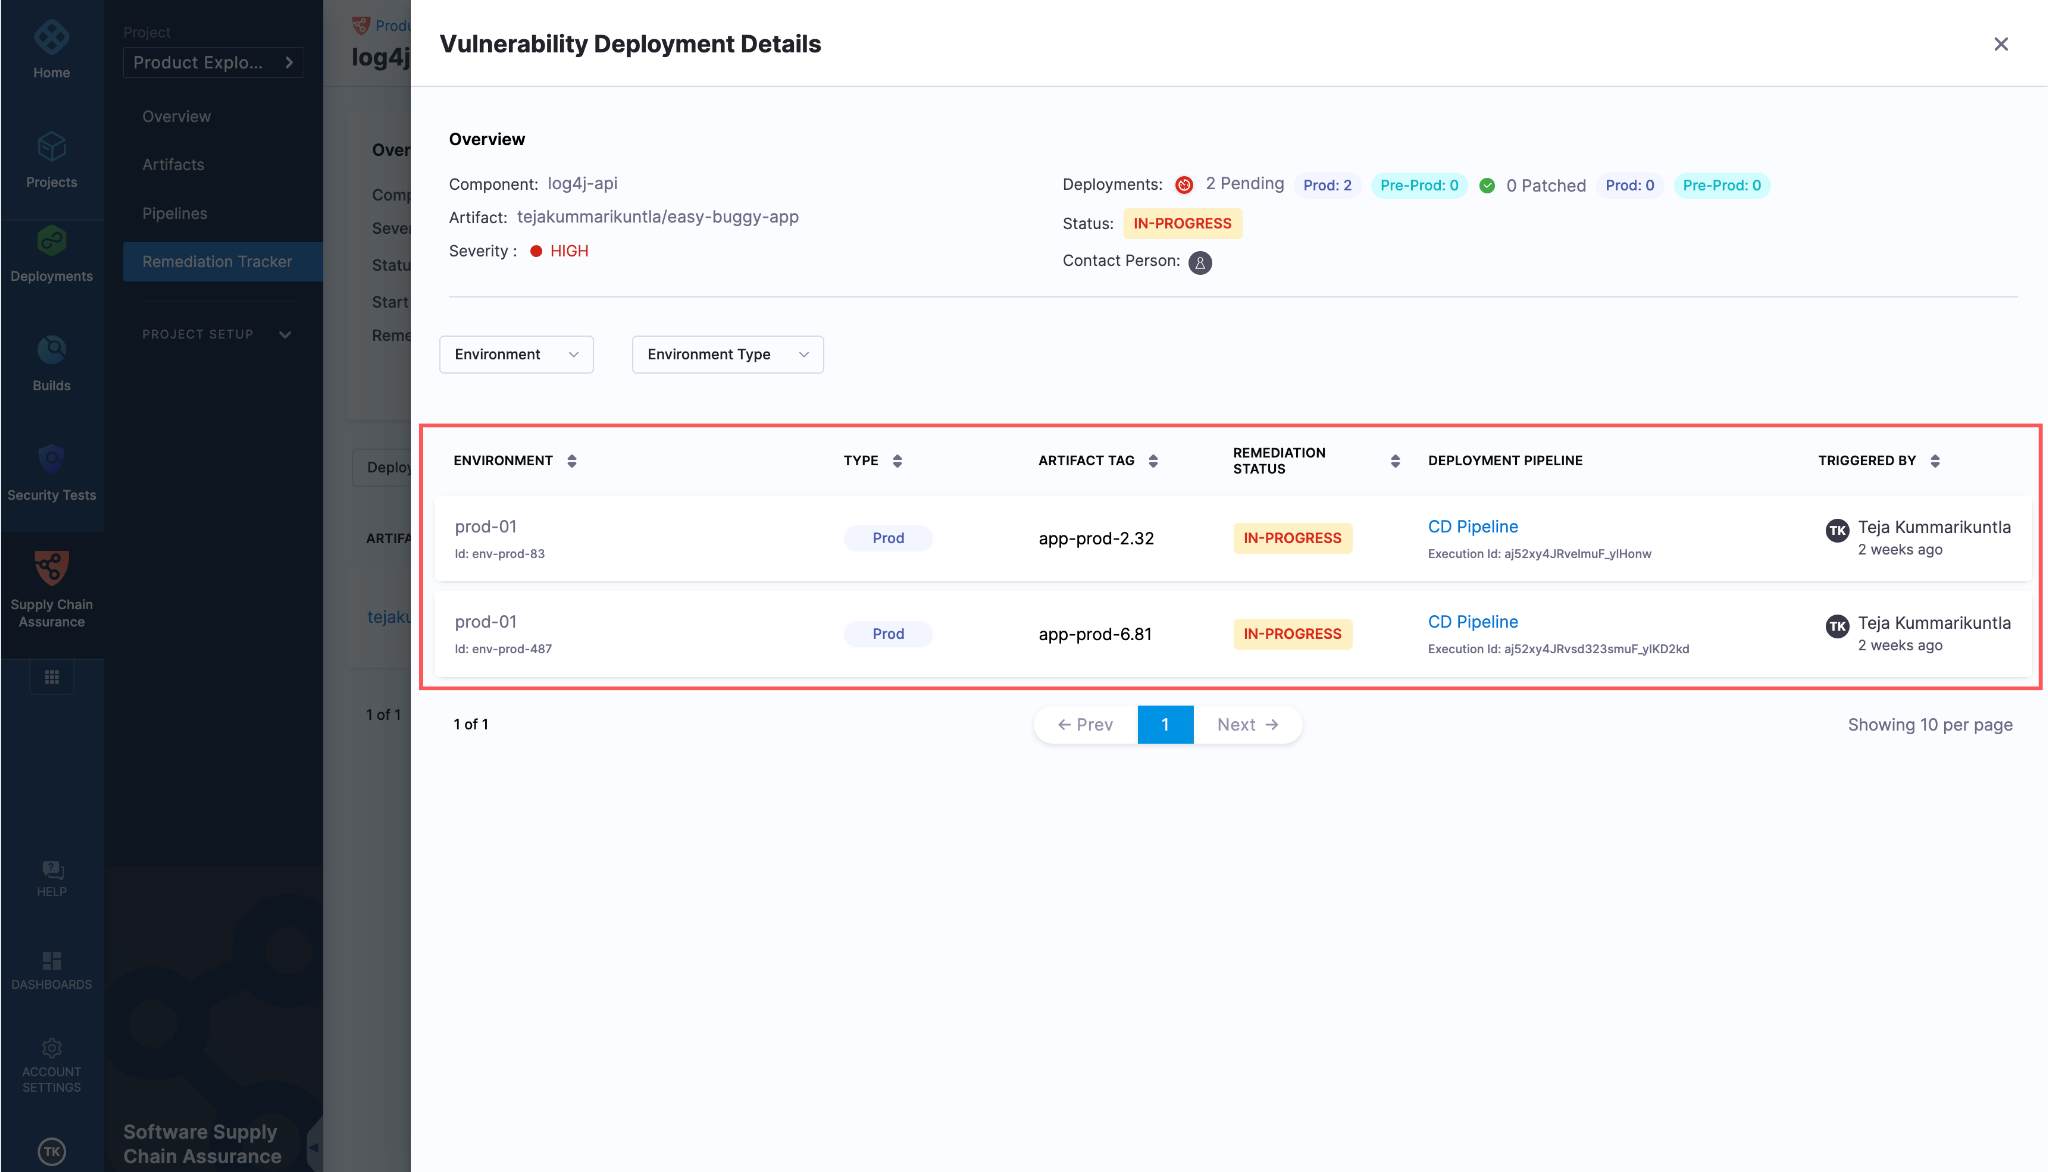 Home
Projects
Deployments
Builds
Security Tests
Supply Chain
Assurance
HELP
DASHBOARDS
ACCOUNT
SETTINGS
TK
Project
Product Explo...
Overview
Artifacts
Pipelines
Remediation Tracker
PROJECT SETUP
Software Supply
Chain Assurance
Produ
log4j
Over
Comp
Sever
Statu
Start
Reme
Deploy
ARTIFA
tejaku
1 of 1
Vulnerability Deployment Details
Overview
Component: log4j-api
Artifact: tejakummarikuntla/easy-buggy-app
Severity : HIGH
Deployments: 2 Pending Prod: 2 Pre-Prod: 0 0 Patched Prod: 0 Pre-Prod: 0
Status: IN-PROGRESS
Contact Person:
Environment Environment Type
ENVIRONMENT TYPE ARTIFACT TAG REMEDIATION STATUS DEPLOYMENT PIPELINE TRIGGERED BY
prod-01 Prod app-prod-2.32 IN-PROGRESS CD Pipeline TK Teja Kummarikuntla
Id: env-prod-83 Execution Id: aj52xy4JRvelmuF_ylHonw 2 weeks ago
prod-01 Prod app-prod-6.81 IN-PROGRESS CD Pipeline TK Teja Kummarikuntla
Id: env-prod-487 Execution Id: aj52xy4JRvsd323smuF_ylKD2kd 2 weeks ago
1 of 1 Prev 1 Next Showing 10 per page